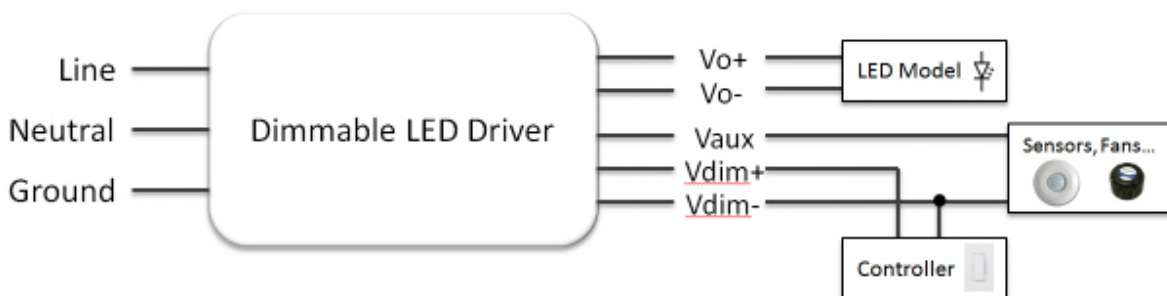 Line
Neutral
Ground
Dimmable LED Driver
Vo+
Vo-
Vaux
Vdim+
Vdim-
LED Model
Sensors, Fans...
Controller